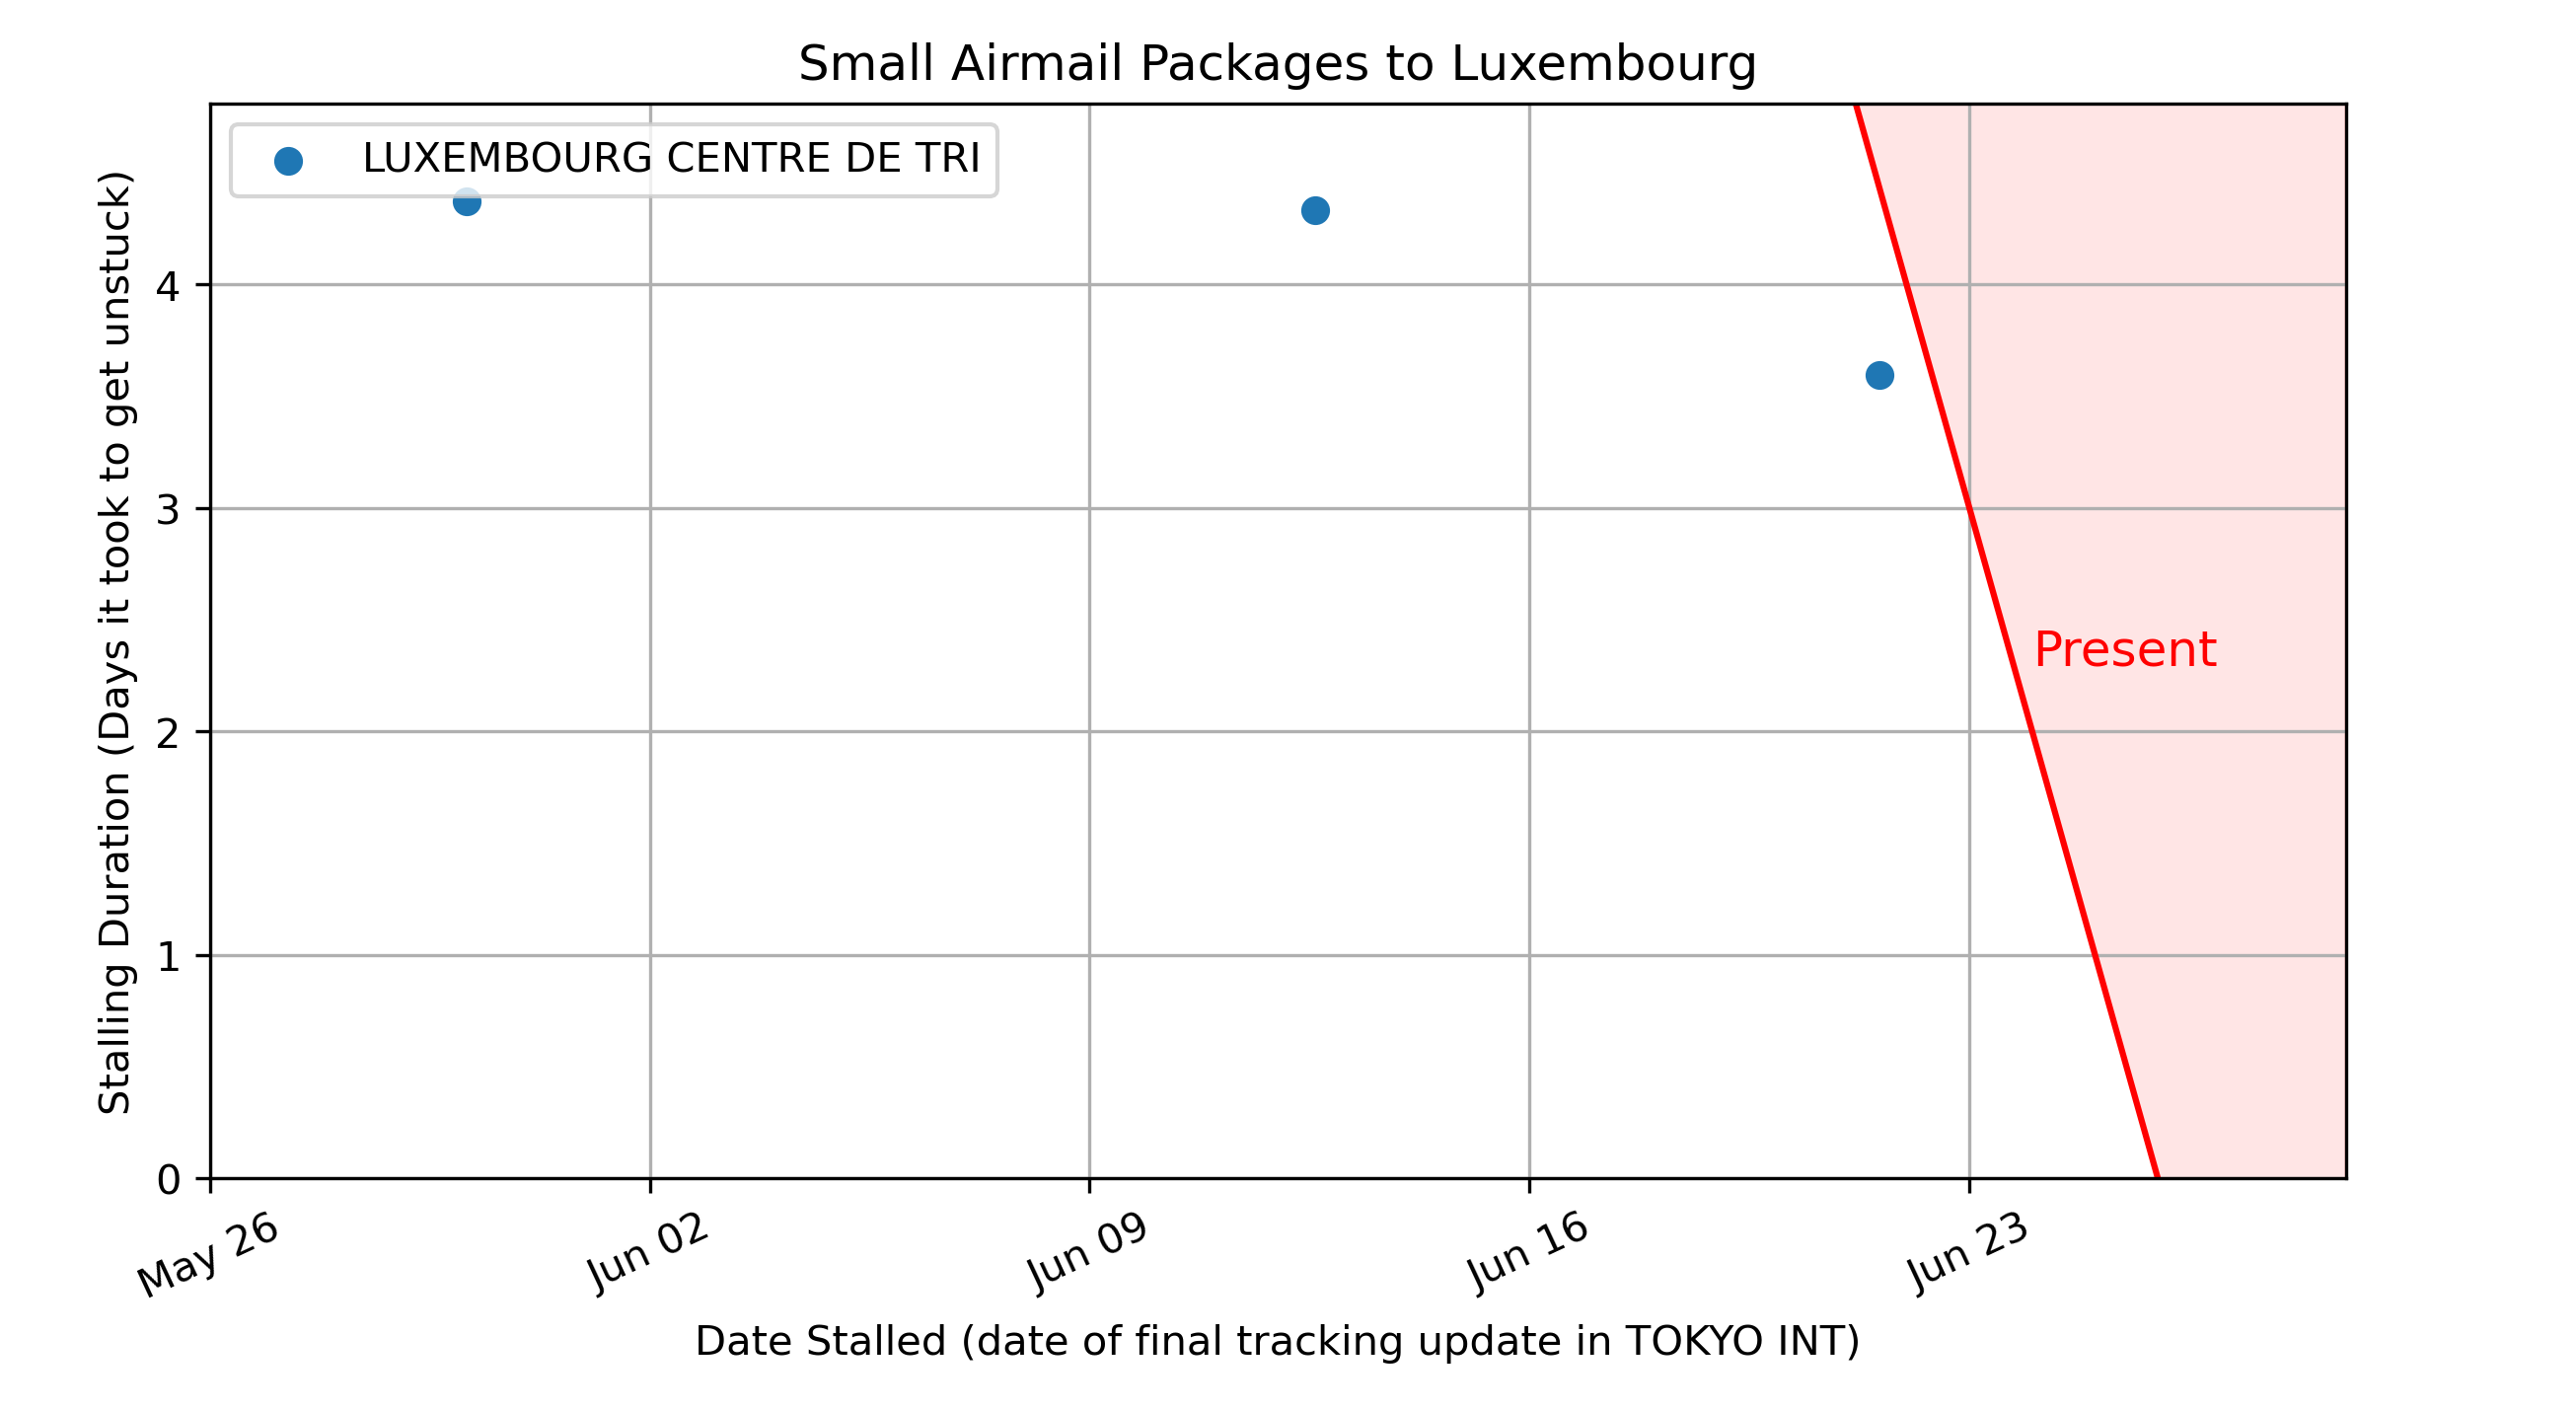 Small Airmail Packages to Luxembourg
LUXEMBOURG CENTRE DE TRI
Stalling Duration (Days it took to get unstuck)
4
3
2
1
0
Present
May 26
Jun 02
Jun 09
Jun 16
Jun 23
Date Stalled (date of final tracking update in TOKYO INT)